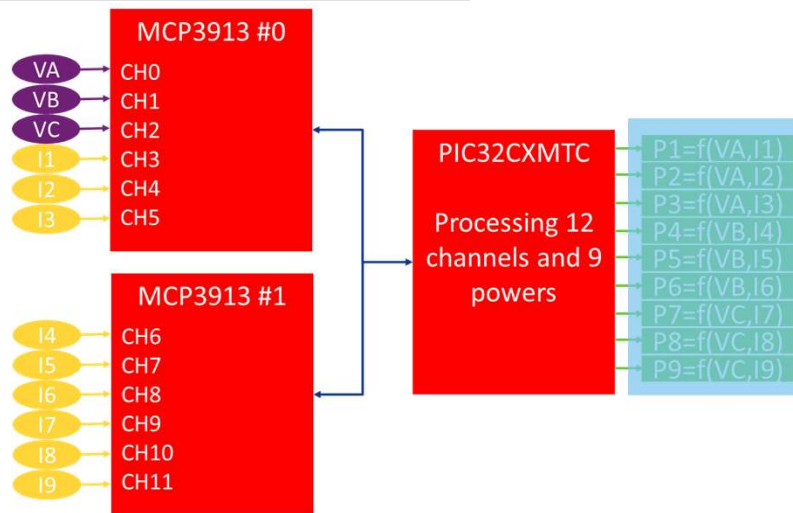 MCP3913 #0
VA
CH0
VB
CH1
VC
CH2
I1
CH3
I2
CH4
I3
CH5
MCP3913 #1
I4
CH6
I5
CH7
I6
CH8
I7
CH9
I8
CH10
I9
CH11
PIC32CXMTC
Processing 12
channels and 9
powers
P1=f(VA,I1)
P2=f(VA,I2)
P3=f(VA,I3)
P4=f(VB,I4)
P5=f(VB,I5)
P6=f(VB,I6)
P7=f(VC,I7)
P8=f(VC,I8)
P9=f(VC,I9)